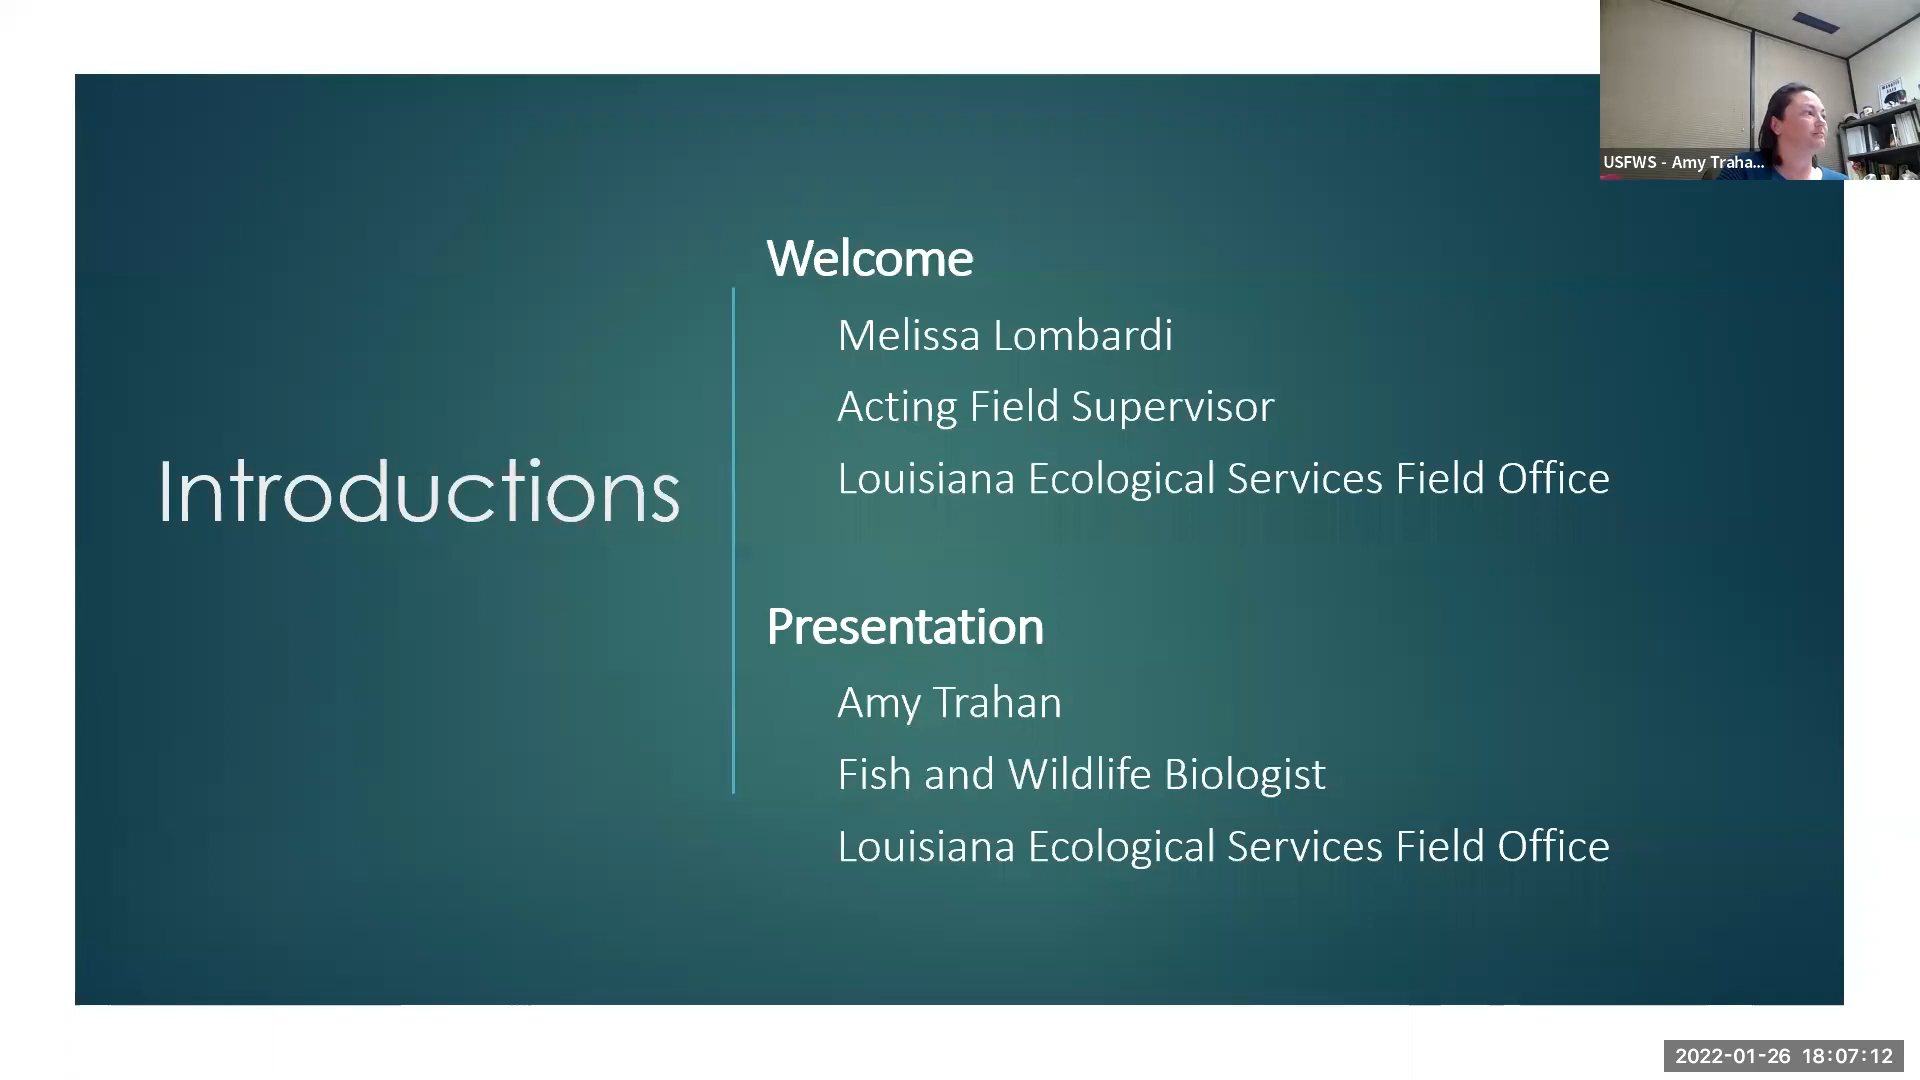 USFWS - Amy Traha...
Introductions
Welcome
Melissa Lombardi
Acting Field Supervisor
Louisiana Ecological Services Field Office
Presentation
Amy Trahan
Fish and Wildlife Biologist
Louisiana Ecological Services Field Office
2022-01-26 18:07:12